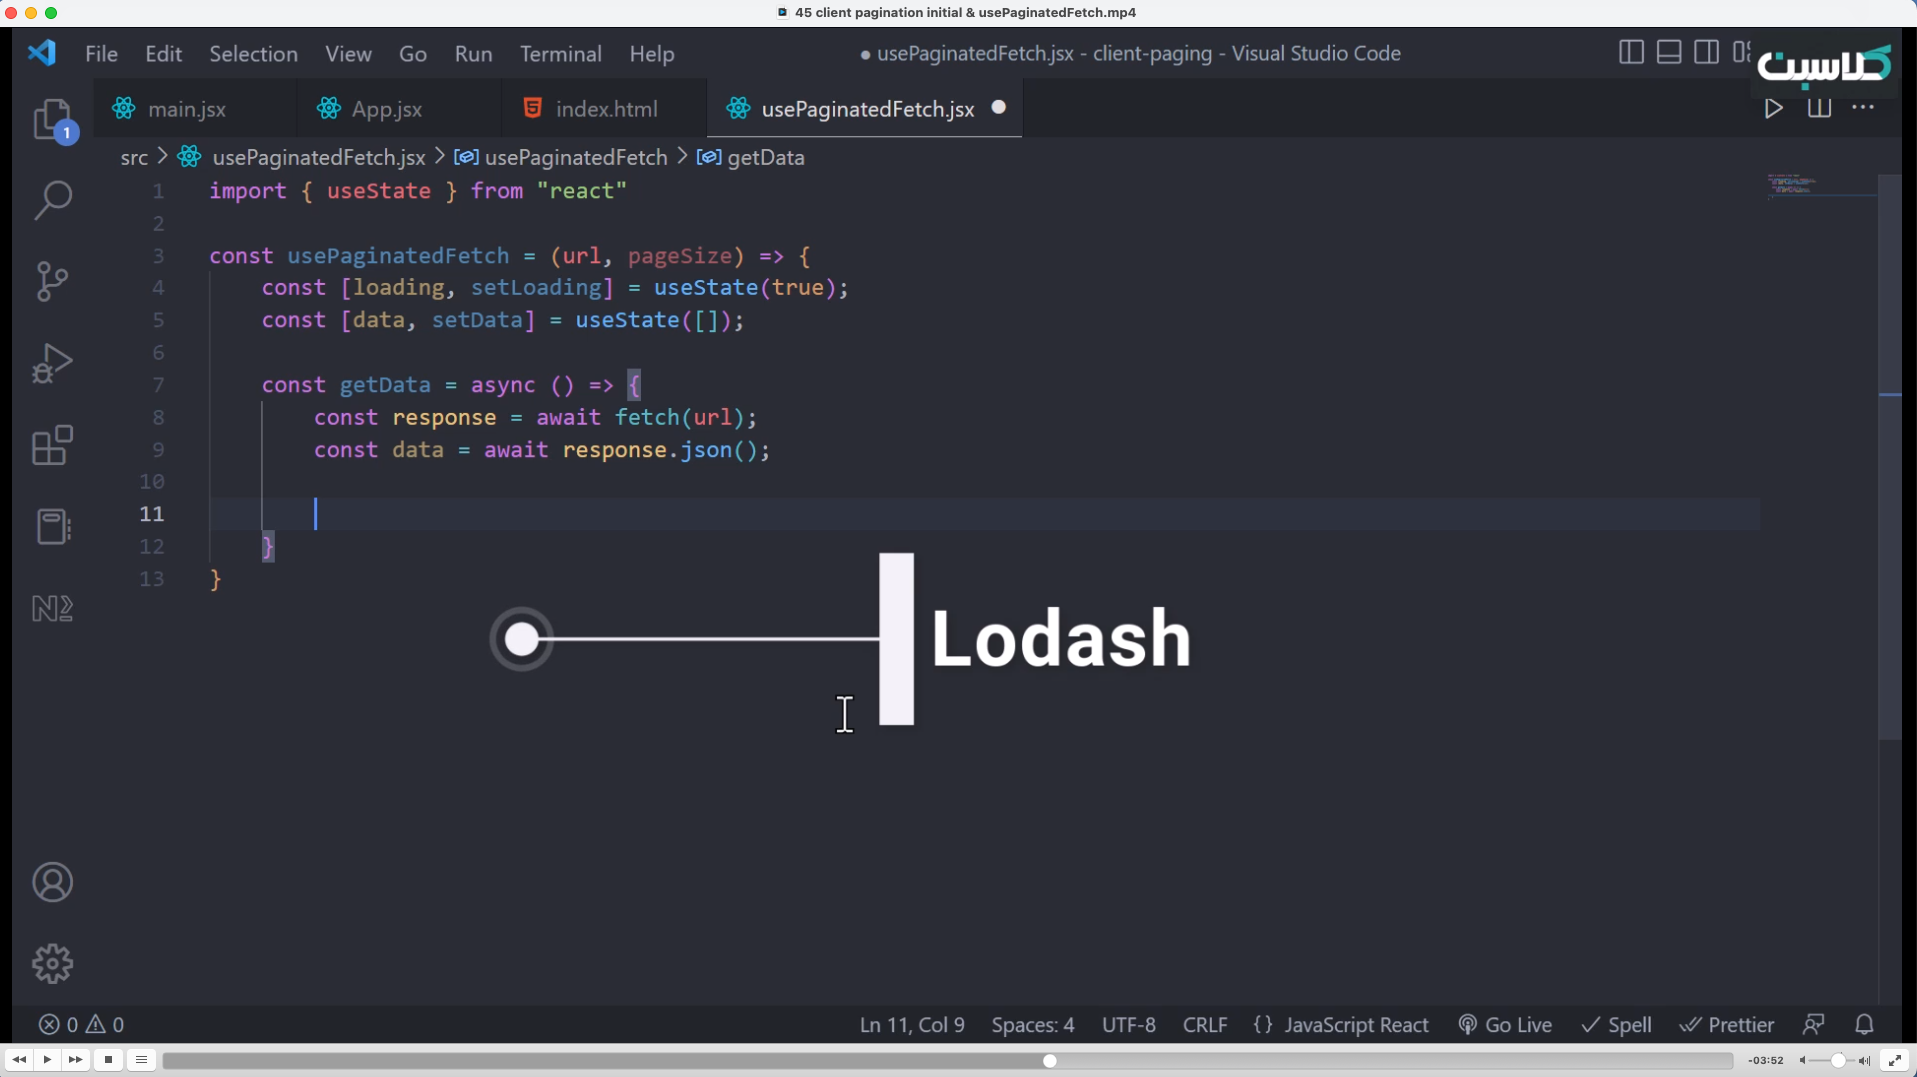 45 client pagination initial & usePaginatedFetch.mp4
File Edit Selection View Go Run Terminal Help
● usePaginatedFetch.jsx - client-paging - Visual Studio Code
کلاسبن
main.jsx App.jsx index.html usePaginatedFetch.jsx
1
src > usePaginatedFetch.jsx > usePaginatedFetch > getData
1 import { useState } from "react"
2
3 const usePaginatedFetch = (url, pageSize) => {
4 const [loading, setLoading] = useState(true);
5 const [data, setData] = useState([]);
6
7 const getData = async () => {
8 const response = await fetch(url);
9 const data = await response.json();
10
11
12 }
13 }
Lodash
0 0 Ln 11, Col 9 Spaces: 4 UTF-8 CRLF {} JavaScript React Go Live Spell Prettier
-03:52